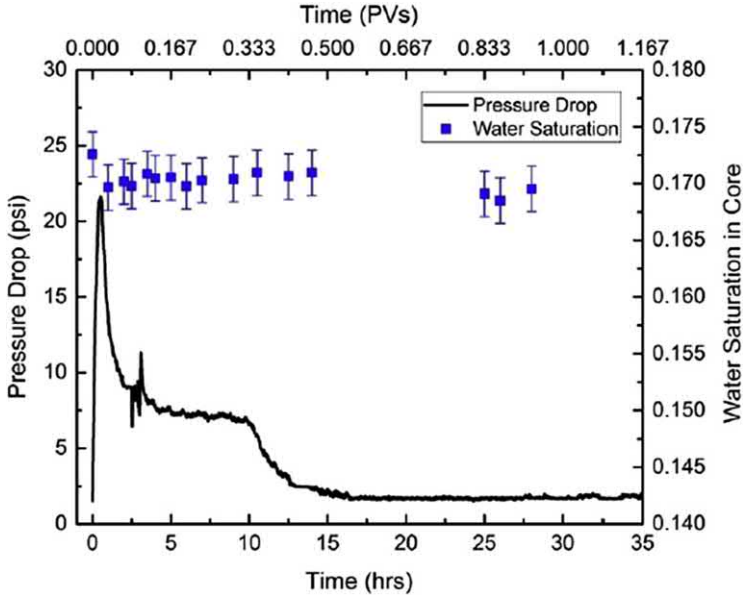 Time (PVs)
0.000 0.167 0.333 0.500 0.667 0.833 1.000 1.167
30 0.180
Pressure Drop
Water Saturation
25 0.175
20 0.170
0.165
15 0.160
10 0.155
0.150
5 0.145
0 0.140
0 5 10 15 20 25 30 35
Time (hrs)
Pressure Drop (psi)
Water Saturation in Core